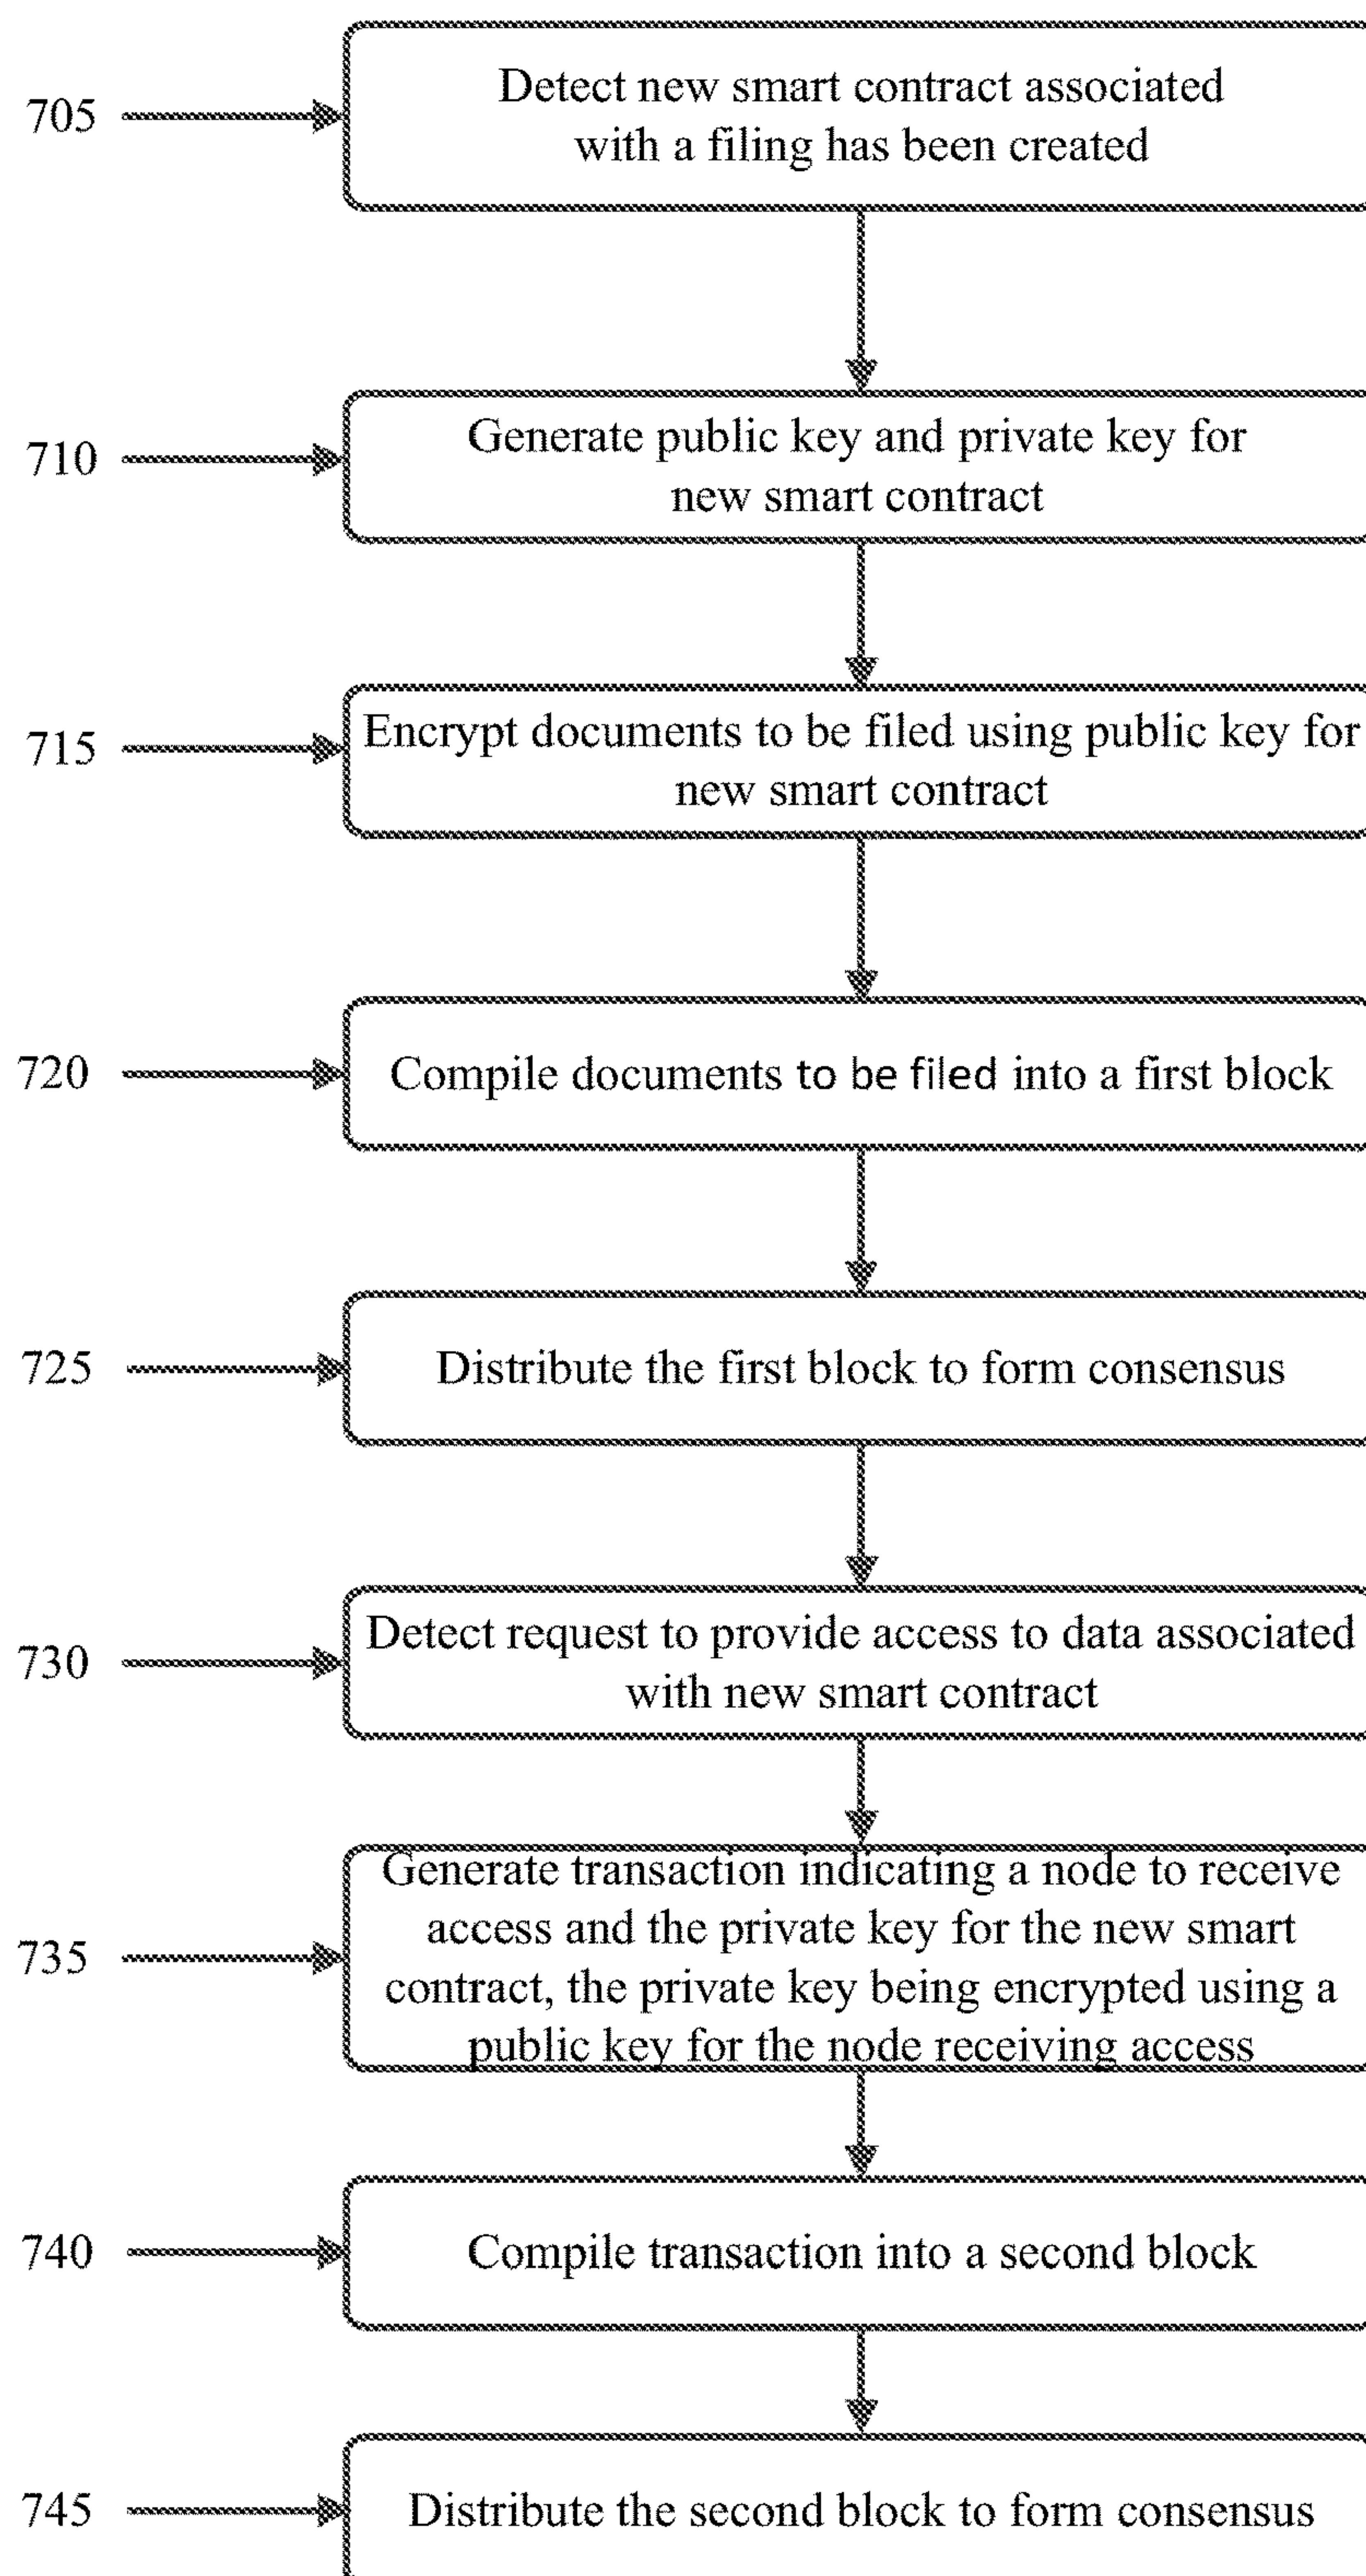 705
Detect new smart contract associated
with a filing has been created
710
Generate public key and private key for
new smart contract
715
Encrypt documents to be filed using public key for
new smart contract
720
Compile documents to be filed into a first block
725
Distribute the first block to form consensus
730
Detect request to provide access to data associated
with new smart contract
735
Generate transaction indicating a node to receive
access and the private key for the new smart
contract, the private key being encrypted using a
public key for the node receiving access
740
Compile transaction into a second block
745
Distribute the second block to form consensus